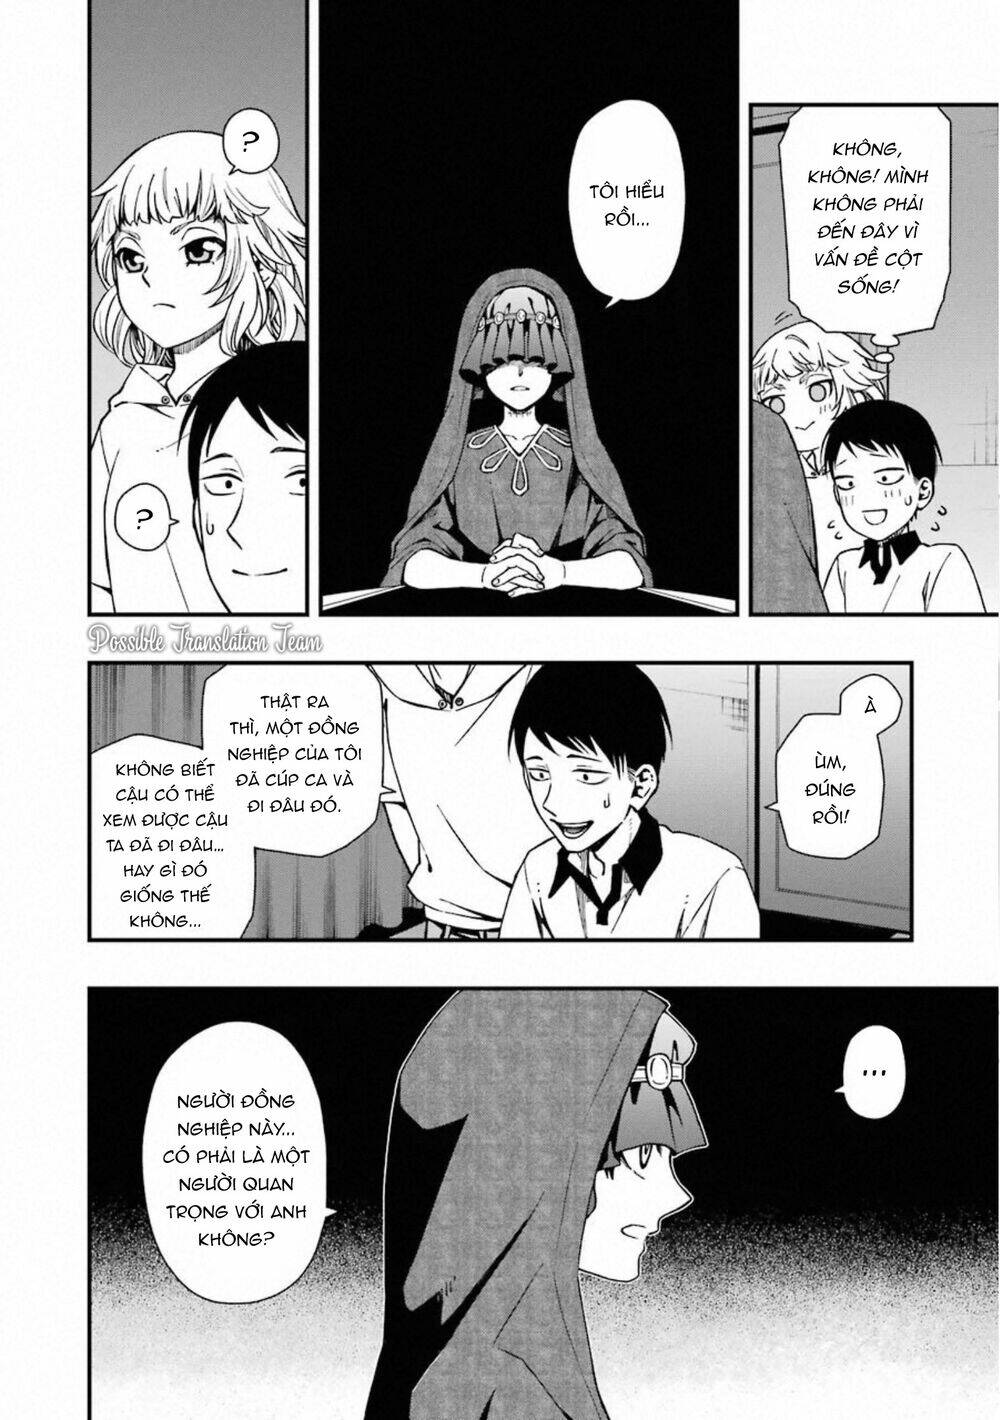 KHÔNG,
KHÔNG! MÌNH
KHÔNG PHẢI
ĐẾN ĐÂY VÌ
VẤN ĐỀ CỘT
SỐNG!
TÔI HIỂU
RỒI...
?
?
Possible Translation Team
À
ÙM,
ĐÚNG
RỒI!
THẬT RA
THÌ, MỘT ĐỒNG
NGHIỆP CỦA TÔI
ĐÃ CÚP CA VÀ
ĐI ĐÂU ĐÓ.
KHÔNG BIẾT
CẬU CÓ THỂ
XEM ĐƯỢC CẬU
TA ĐÃ ĐI ĐÂU...
HAY GÌ ĐÓ
GIỐNG THẾ
KHÔNG...
...
NGƯỜI ĐỒNG
NGHIỆP NÀY...
CÓ PHẢI LÀ MỘT
NGƯỜI QUAN
TRỌNG VỚI ANH
KHÔNG?